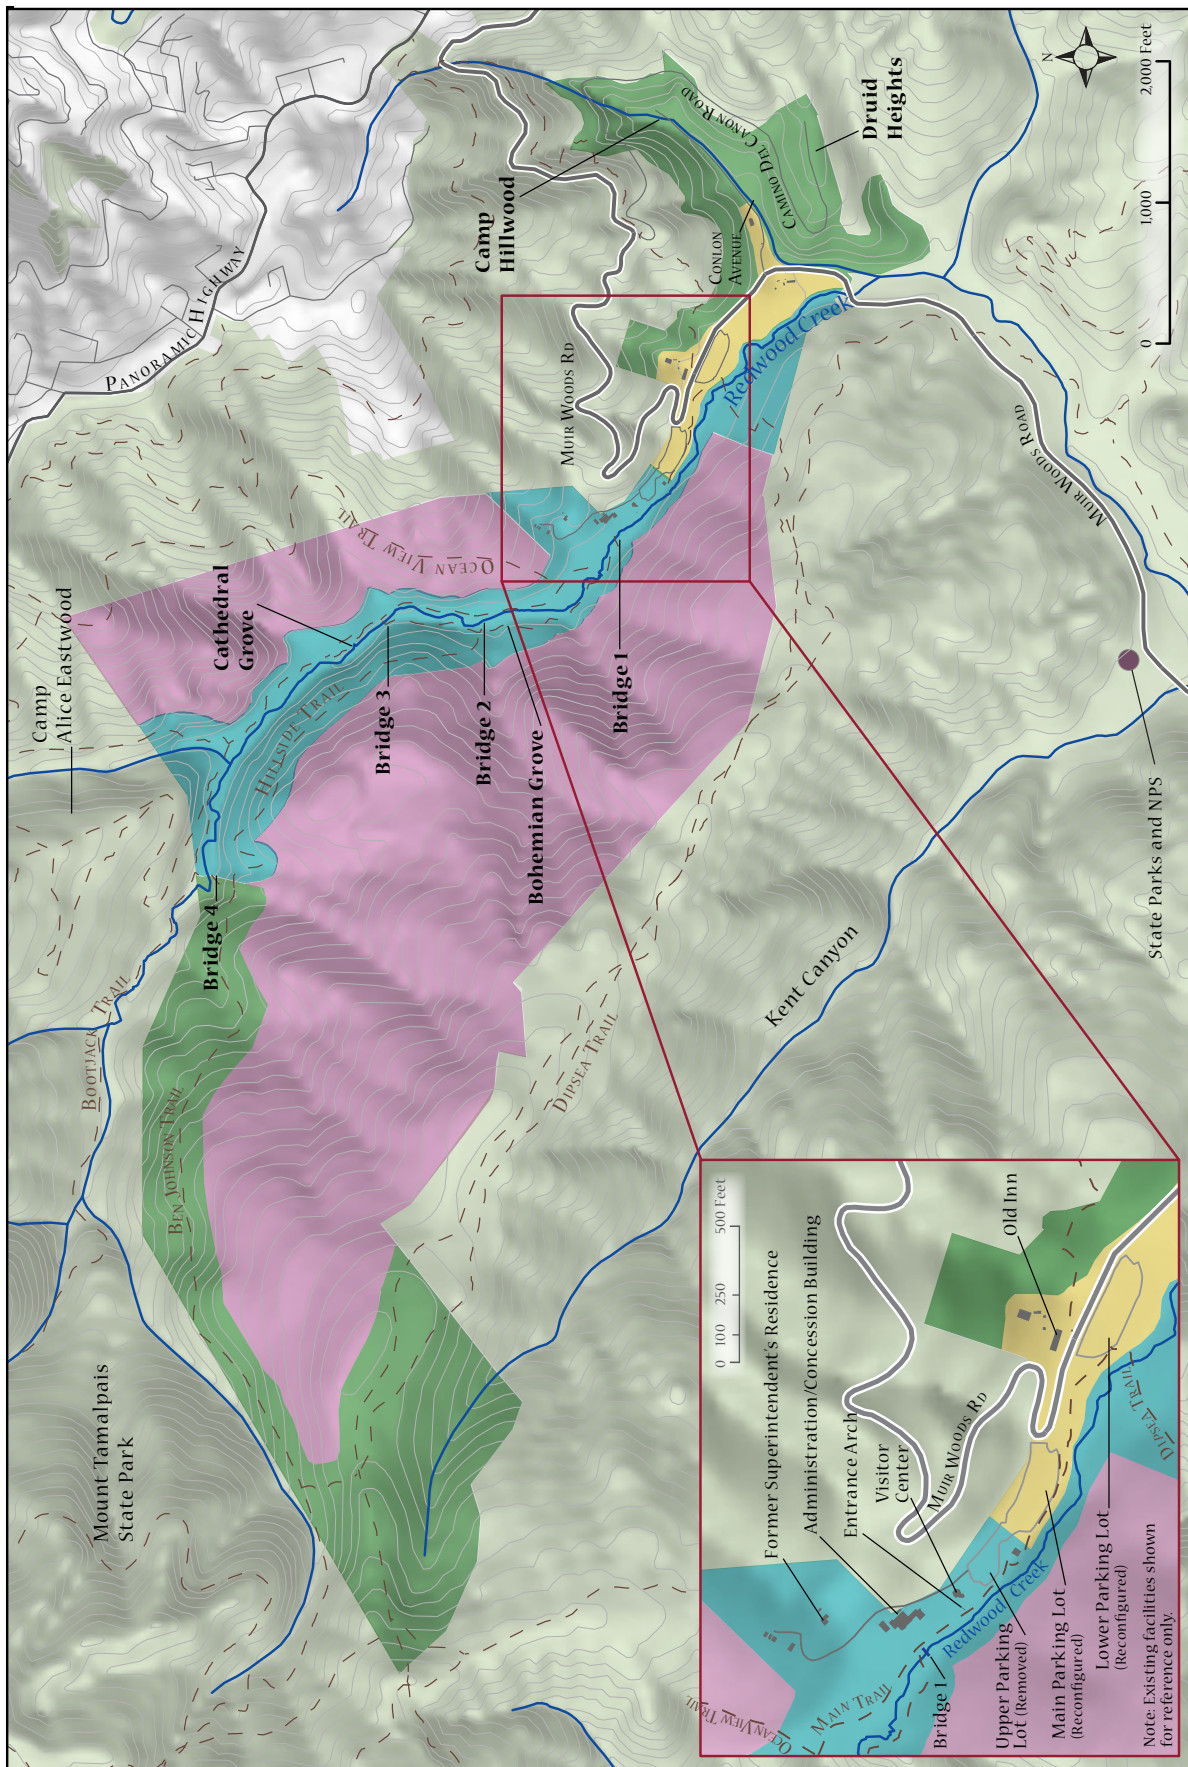 Mount Tamalpais
State Park
BOOTJACK TRAIL
BEN JOHNSON TRAIL
Bridge 4
Camp
Alice Eastwood
HILLSIDE TRAIL
Cathedral
Grove
Bridge 3
Bridge 2
Bohemian Grove
Bridge 1
OCEAN VIEW TRAIL
PANORAMIC HIGHWAY
MUIR WOODS RD
Camp
Hillwood
CONLON
AVENUE
CAMINO DEL CANON ROAD
Druid
Heights
Redwood Creek
MUIR WOODS ROAD
DIPSEA TRAIL
Kent Canyon
State Parks and NPS
N
0 1,000 2,000 Feet
0 100 250 500 Feet
Former Superintendent's Residence
Administration/Concession Building
Entrance Arch
Visitor
Center
MUIR WOODS RD
Old Inn
OCEAN VIEW TRAIL
MAIN TRAIL
Bridge 1
Redwood Creek
DIPSEA TRAIL
Upper Parking
Lot (Removed)
Main Parking Lot
(Reconfigured)
Lower Parking Lot
(Recconfigured)
Note: Existing facilities shown
for reference only.